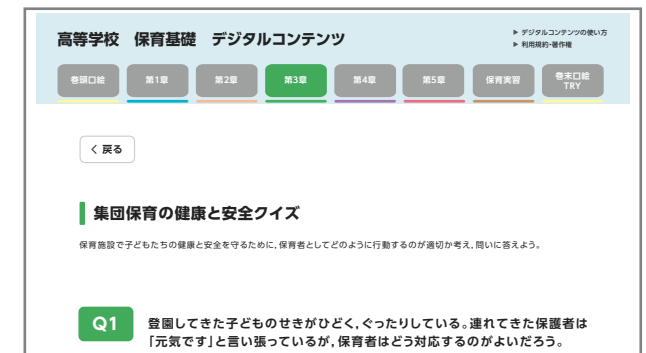 高等学校 保育基礎 デジタルコンテンツ
▶ デジタルコンテンツの使い方
▶ 利用規約・著作権
巻頭口絵 第1章 第2章 第3章 第4章 第5章 保育実習 巻末口絵
TRY
< 戻る
集団保育の健康と安全クイズ
保育施設で子どもたちの健康と安全を守るために，保育者としてどのように行動するのが適切か考え，問いに答えよう。
Q1 登園してきた子どものせきがひどく，ぐったりしている。連れてきた保護者は
「元気です」と言い張っているが，保育者はどう対応するのがよいだろう。